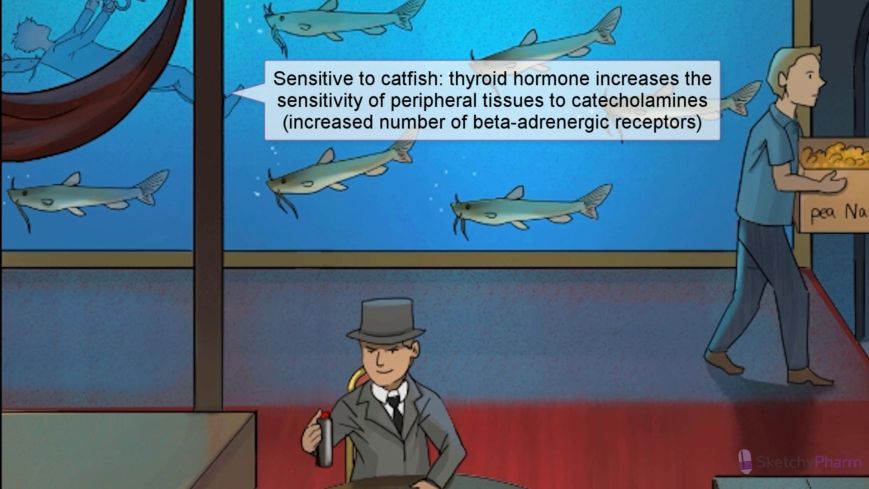 Sensitive to catfish: thyroid hormone increases the
sensitivity of peripheral tissues to catecholamines
(increased number of beta-adrenergic receptors)
pea Na
SketchyPharm